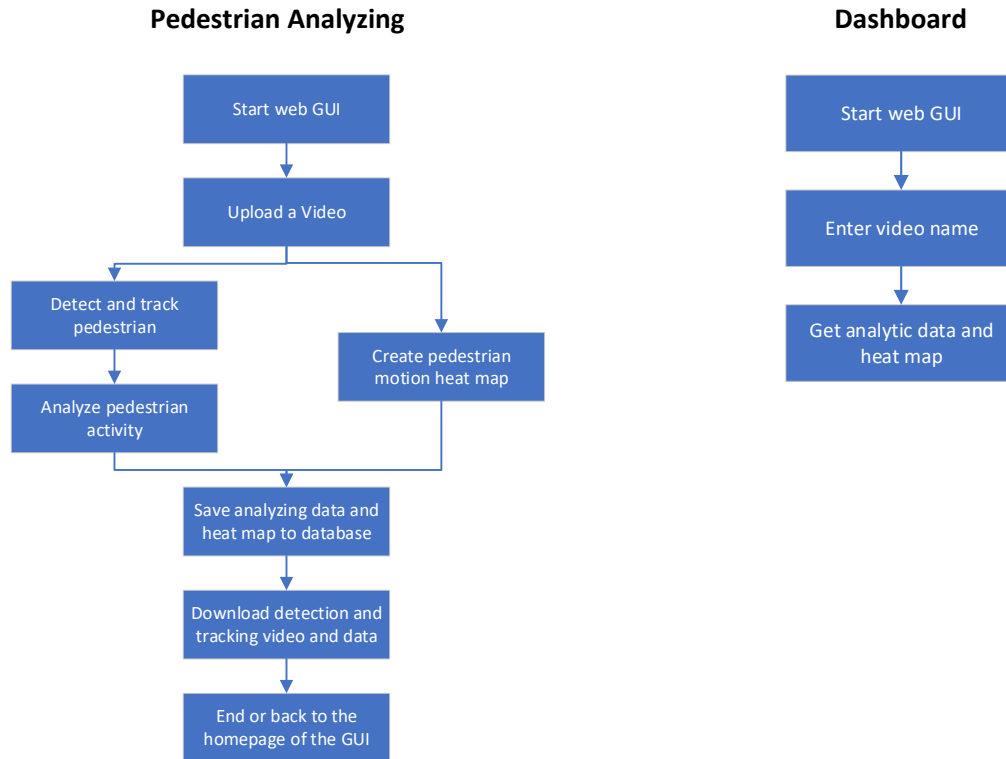 Pedestrian Analyzing
Start web GUI
Upload a Video
Detect and track
pedestrian
Create pedestrian
motion heat map
Analyze pedestrian
activity
Save analyzing data and
heat map to database
Download detection and
tracking video and data
End or back to the
homepage of the GUI
Dashboard
Start web GUI
Enter video name
Get analytic data and
heat map